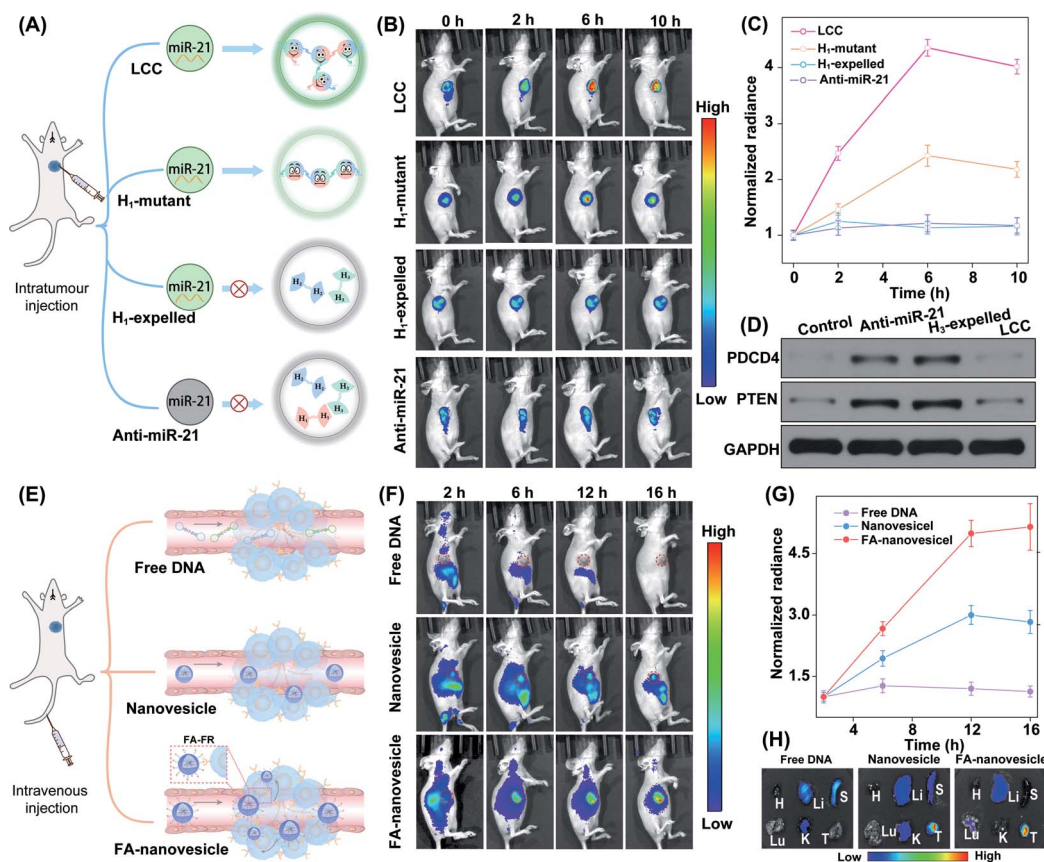 (A)
miR-21
LCC
miR-21
H₁-mutant
Intratumour
injection
miR-21
H₁-expelled
H₃
H₂
H₃
miR-21
Anti-miR-21
(B)
0 h 2 h 6 h 10 h
LCC
H₁-mutant
H₁-expelled
Anti-miR-21
High
Low
(C)
LCC
H₁-mutant
H₁-expelled
Anti-miR-21
Normalized radiance
4
3
2
1
0 2 4 6 8 10
Time (h)
(D)
Control Anti-miR-21 H₃-expelled LCC
PDCD4
PTEN
GAPDH
(E)
Free DNA
Nanovesicle
Intravenous
injection
FA-FR
FA-nanovesicle
(F)
2 h 6 h 12 h 16 h
Free DNA
Nanovesicle
FA-nanovesicle
High
Low
(G)
Free DNA
Nanovesicel
FA-nanovesicel
Normalized radiance
4.5
3.0
1.5
4 8 12 16
Time (h)
(H)
Free DNA Nanovesicle FA-nanovesicle
H Li S H Li S H Li S
Lu K T Lu K T Lu K T
Low High